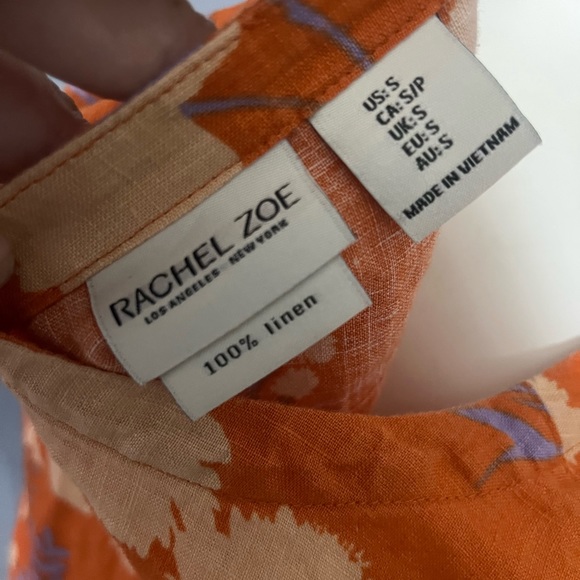 RACHEL ZOE
LOS ANGELES NEW YORK
100% linen
US: S
CA: S/P
UK: S
EU: S
AU: S
MADE IN VIETNAM